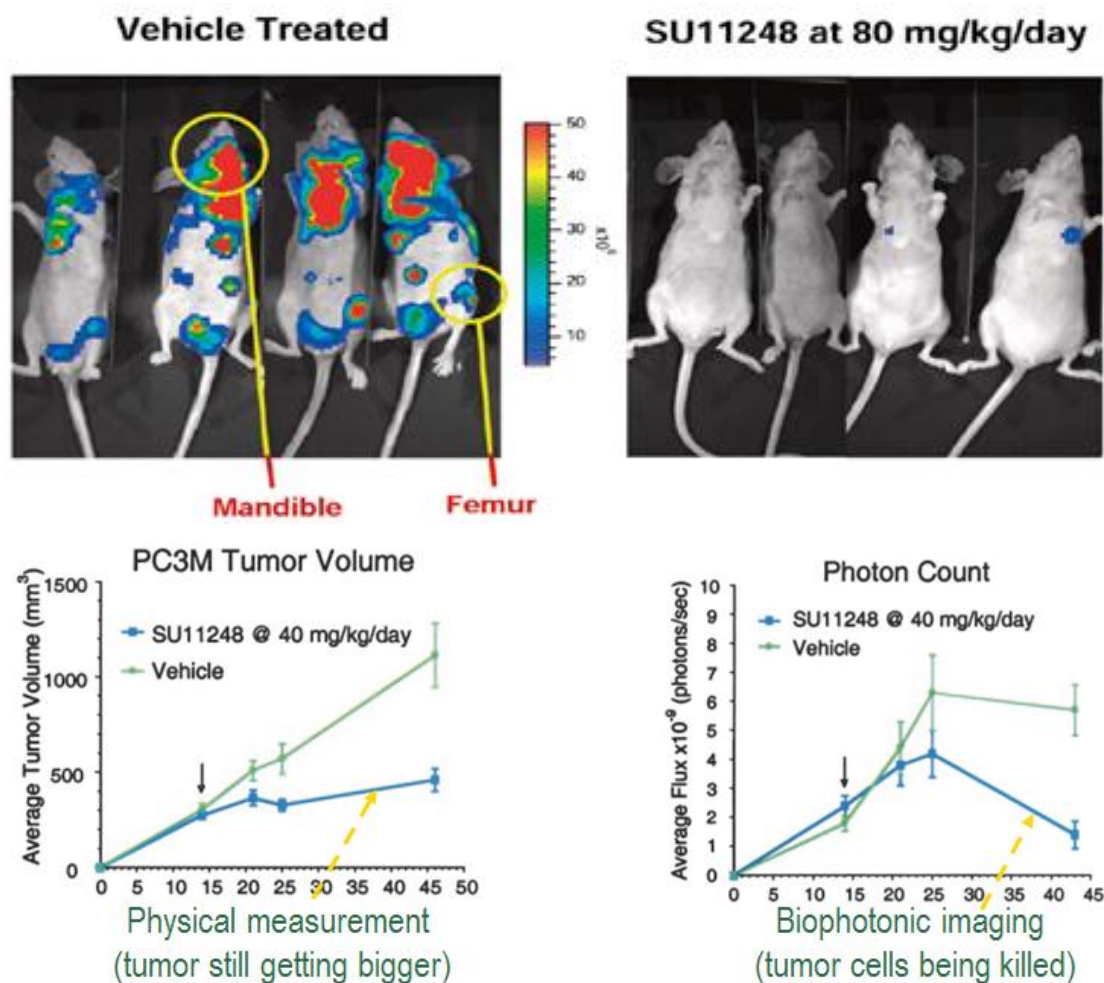 Vehicle Treated
SU11248 at 80 mg/kg/day
50
40
30
20
10
Mandible
Femur
PC3M Tumor Volume
Average Tumor Volume (mm³)
1500
1000
500
0
SU11248 @ 40 mg/kg/day
Vehicle
0 5 10 15 20 25 30 35 40 45 50
Physical measurement
(tumor still getting bigger)
Photon Count
Average Flux x10⁻⁹ (photons/sec)
10
9
8
7
6
5
4
3
2
1
0
SU11248 @ 40 mg/kg/day
Vehicle
0 5 10 15 20 25 30 35 40 45
Biophotonic imaging
(tumor cells being killed)